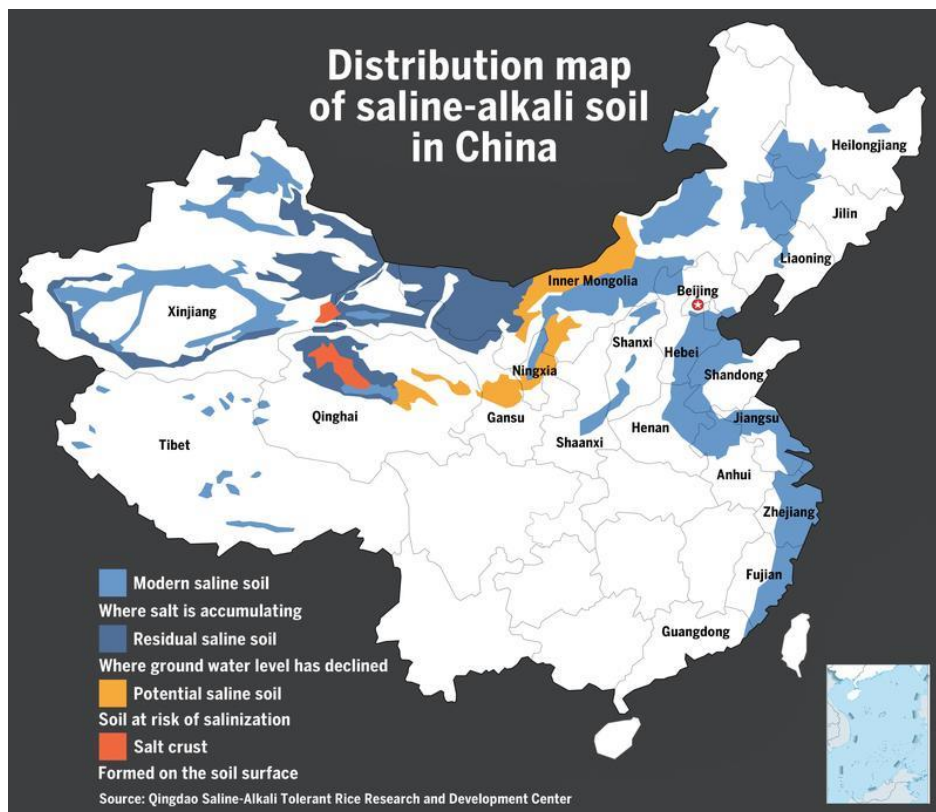 Distribution map
of saline-alkali soil
in China
Heilongjiang
Jilin
Liaoning
Inner Mongolia
Beijing
Xinjiang
Shanxi
Hebei
Ningxia
Shandong
Qinghai
Gansu
Jiangsu
Tibet
Shaanxi
Henan
Anhui
Zhejiang
Fujian
Guangdong
Modern saline soil
Where salt is accumulating
Residual saline soil
Where ground water level has declined
Potential saline soil
Soil at risk of salinization
Salt crust
Formed on the soil surface
Source: Qingdao Saline-Alkali Tolerant Rice Research and Development Center